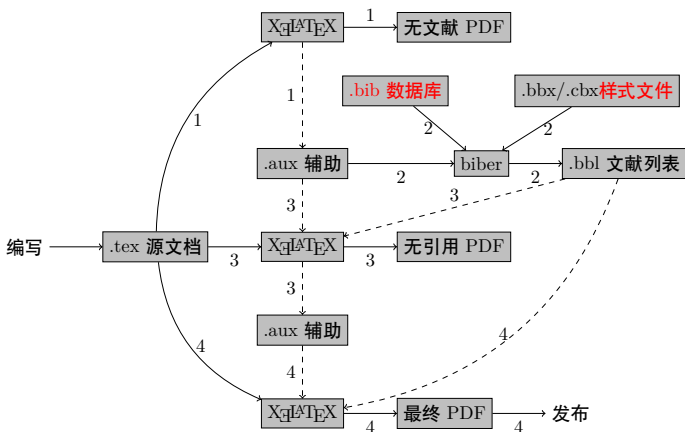 XELATEX 1 无文献 PDF
1 1
.bib 数据库 .bbx/.cbx样式文件
2 2
.aux 辅助 2 biber 2 .bbl 文献列表
3 3
编写 .tex 源文档 3 XELATEX 3 无引用 PDF
3
.aux 辅助
4 4 4
XELATEX 4 最终 PDF 4 发布